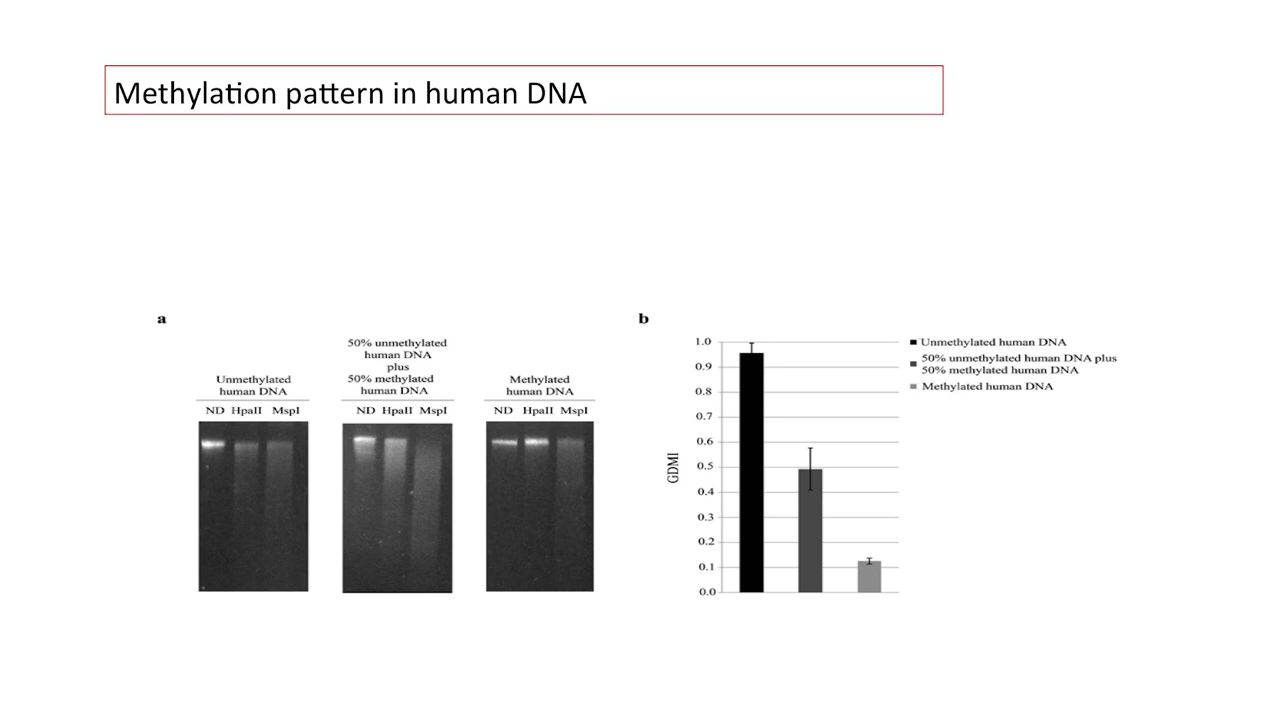 Methylation pattern in human DNA
a
Unmethylated
human DNA
ND HpaII MspI
50% unmethylated
human DNA
plus
50% methylated
human DNA
ND HpaII MspI
Methylated
human DNA
ND HpaII MspI
b
GDMI
1.0
0.9
0.8
0.7
0.6
0.5
0.4
0.3
0.2
0.1
0.0
Unmethylated human DNA
50% unmethylated human DNA plus
50% methylated human DNA
Methylated human DNA